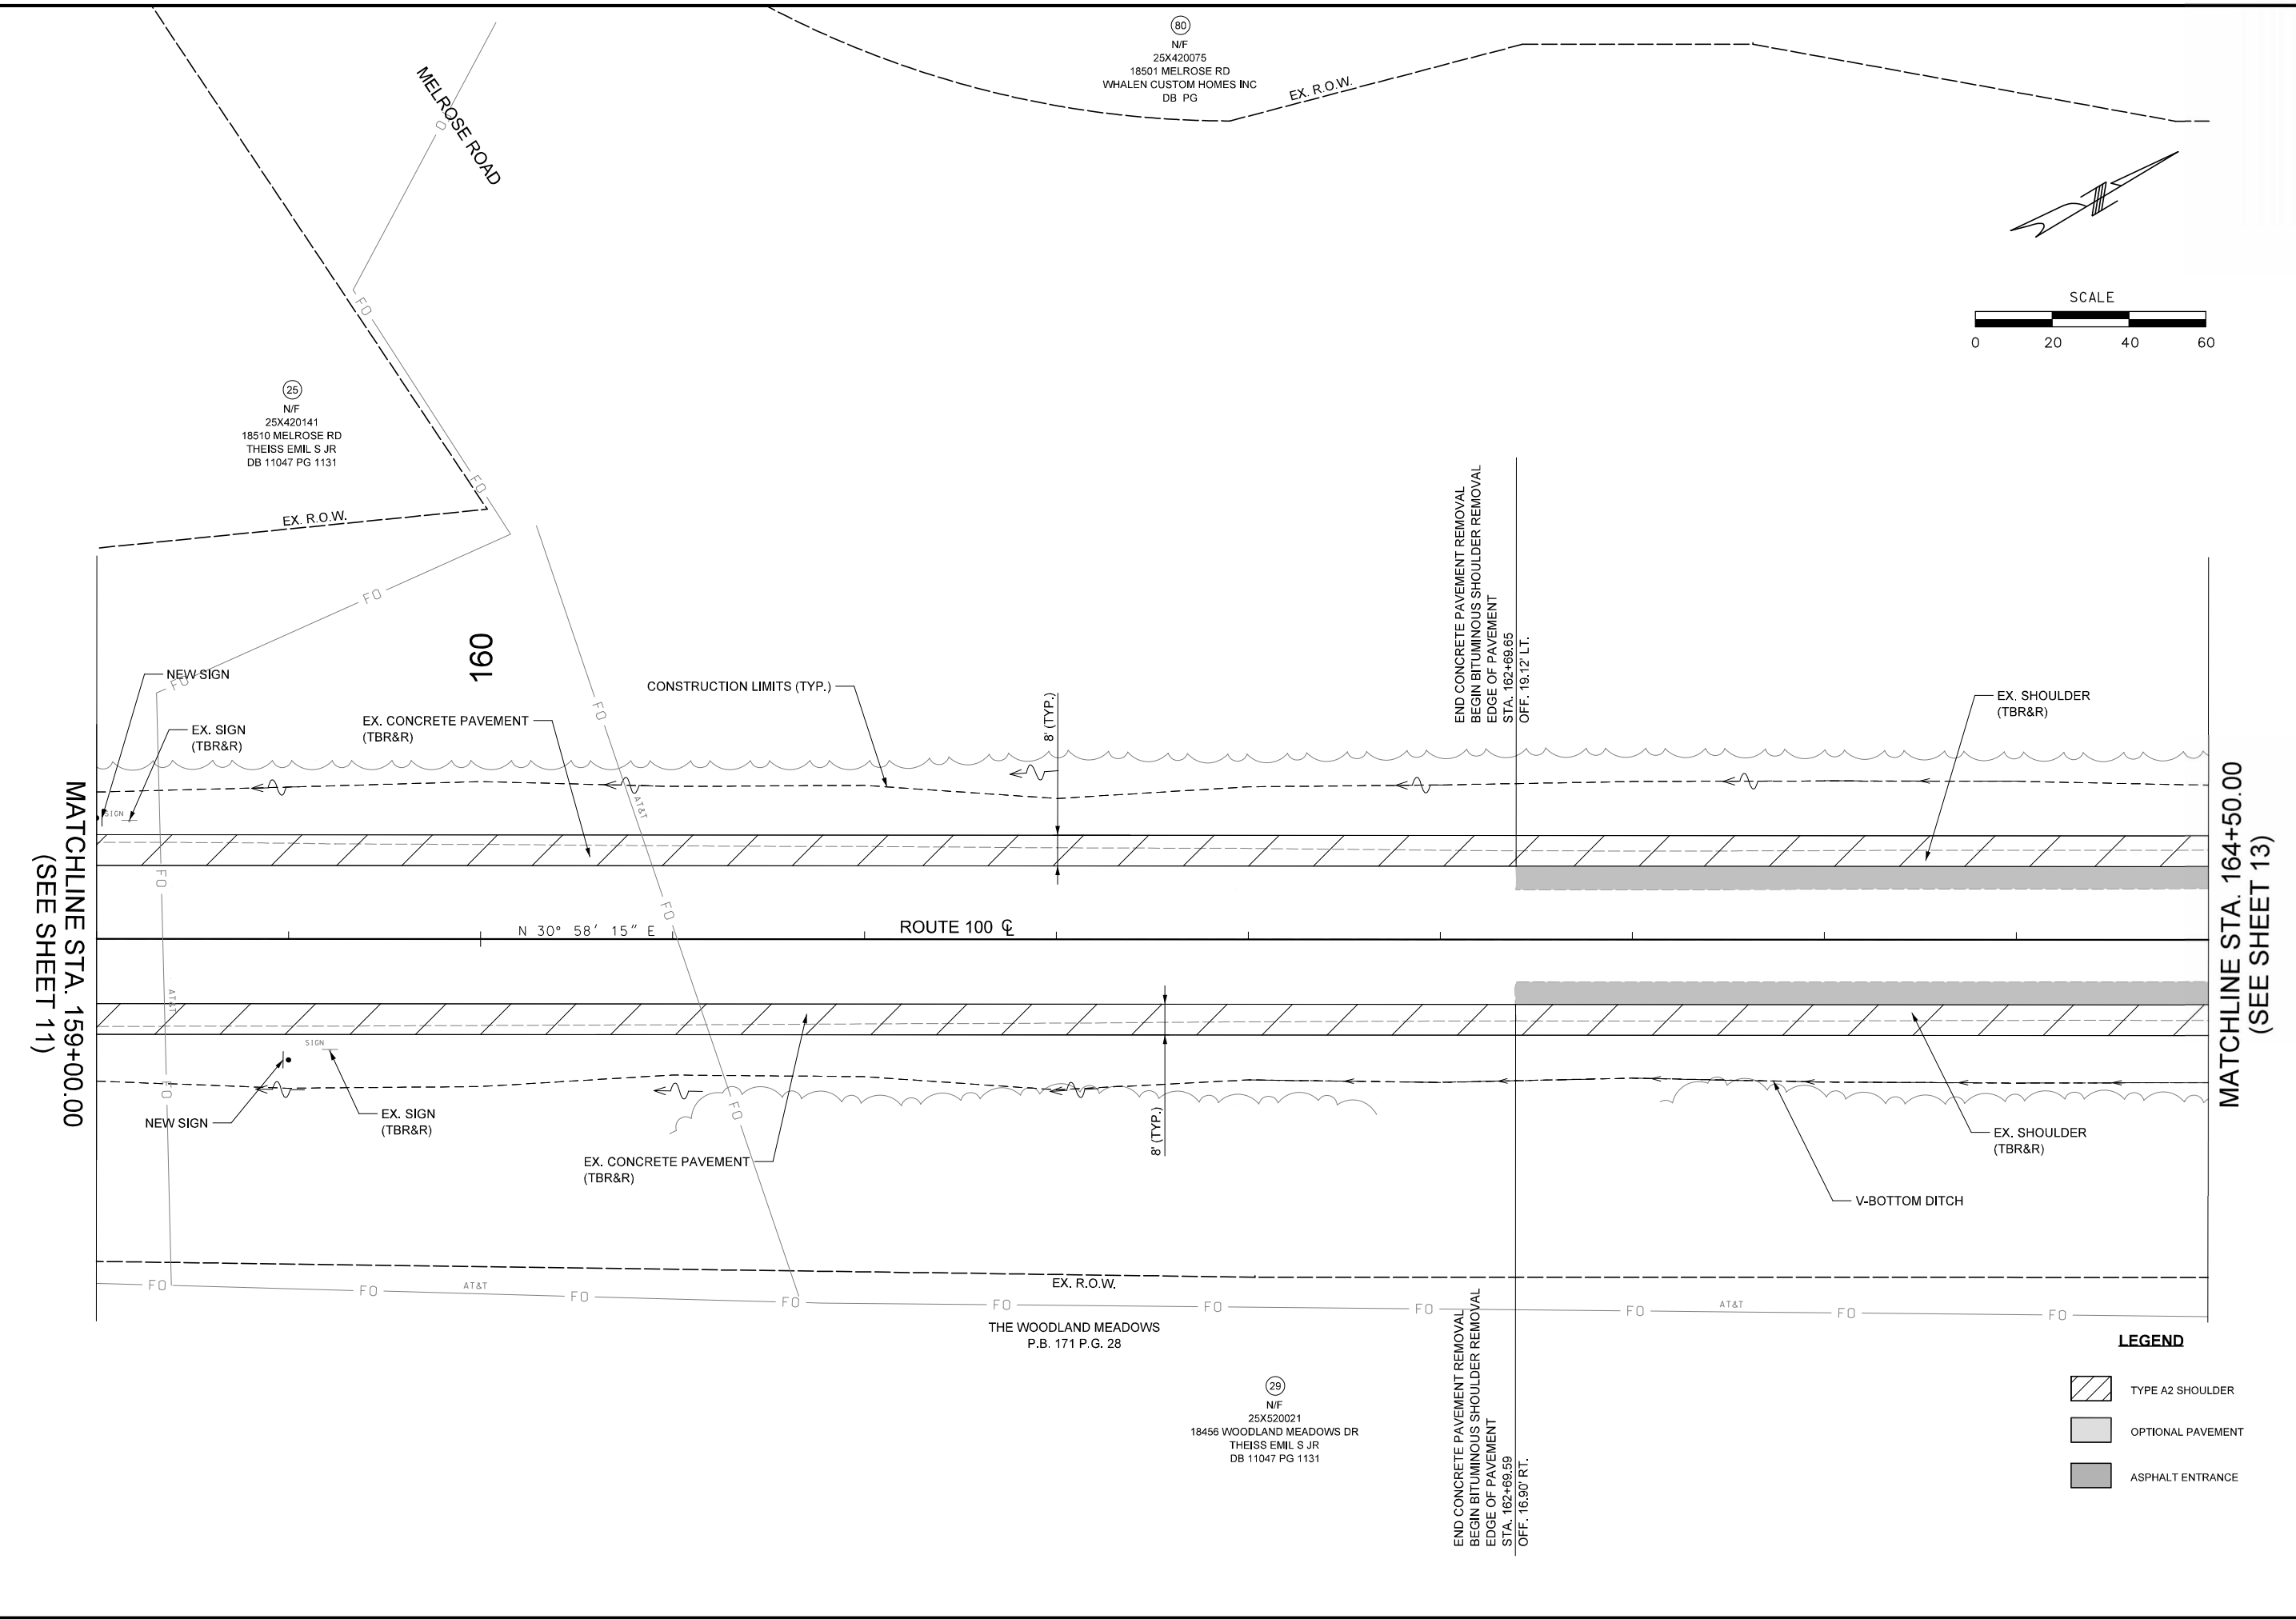 80
N/F
25X420075
18501 MELROSE RD
WHALEN CUSTOM HOMES INC
DB PG
EX. R.O.W.
MELROSE ROAD
FO
N
SCALE
0 20 40 60
FO
25
N/F
25X420141
18510 MELROSE RD
THEISS EMIL S JR
DB 11047 PG 1131
FO
EX. R.O.W.
FO
160
NEW SIGN
FO
EX. SIGN
(TBR&R)
EX. CONCRETE PAVEMENT
(TBR&R)
FO
CONSTRUCTION LIMITS (TYP.)
8' (TYP.)
END CONCRETE PAVEMENT REMOVAL
BEGIN BITUMINOUS SHOULDER REMOVAL
EDGE OF PAVEMENT
STA. 162+69.65
OFF. 19.12' LT.
EX. SHOULDER
(TBR&R)
MATCHLINE STA. 159+00.00
(SEE SHEET 11)
SIGN
AT&T
FO
FO
N 30° 58' 15" E
ROUTE 100 ℄
MATCHLINE STA. 164+50.00
(SEE SHEET 13)
AT&T
SIGN
FO
NEW SIGN
EX. SIGN
(TBR&R)
FO
EX. CONCRETE PAVEMENT
(TBR&R)
8' (TYP.)
EX. SHOULDER
(TBR&R)
V-BOTTOM DITCH
FO FO AT&T FO FO FO FO FO FO AT&T FO FO
EX. R.O.W.
THE WOODLAND MEADOWS
P.B. 171 P.G. 28
29
N/F
25X520021
18456 WOODLAND MEADOWS DR
THEISS EMIL S JR
DB 11047 PG 1131
END CONCRETE PAVEMENT REMOVAL
BEGIN BITUMINOUS SHOULDER REMOVAL
EDGE OF PAVEMENT
STA. 162+69.59
OFF. 16.90' RT.
LEGEND
TYPE A2 SHOULDER
OPTIONAL PAVEMENT
ASPHALT ENTRANCE